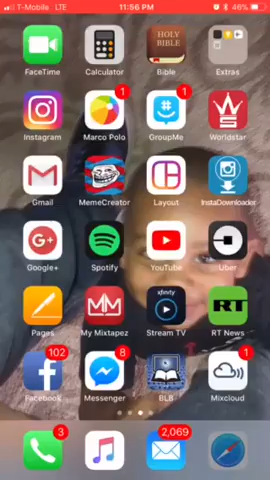 T-Mobile LTE 11:56 PM 46%
HOLY BIBLE
FaceTime Calculator Bible Extras
1 1
Instagram Marco Polo GroupMe Worldstar
Gmail MemeCreator Layout InstaDownloader
G+ xfinity
Google+ Spotify YouTube Uber
RT
Pages My Mixtapez Stream TV RT News
102 8 1
Facebook Messenger BLB Mixcloud
3 2,069